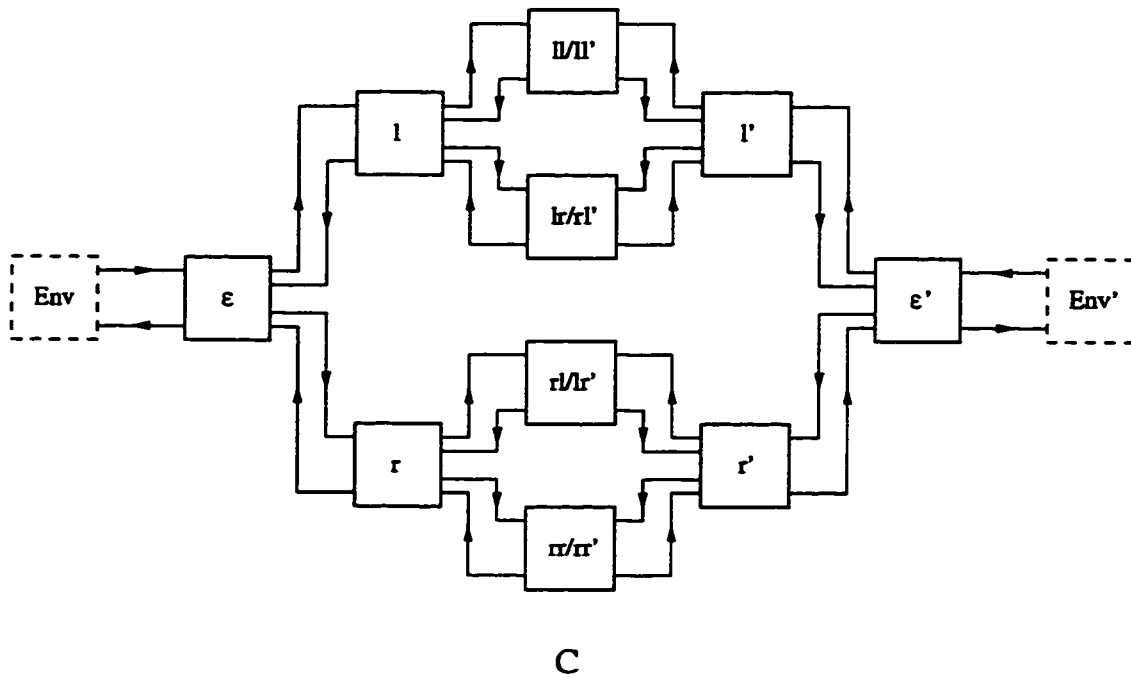 ll/ll'
l
l'
lr/rl'
Env
ε
ε'
Env'
rl/lr'
r
r'
rr/rr'
C